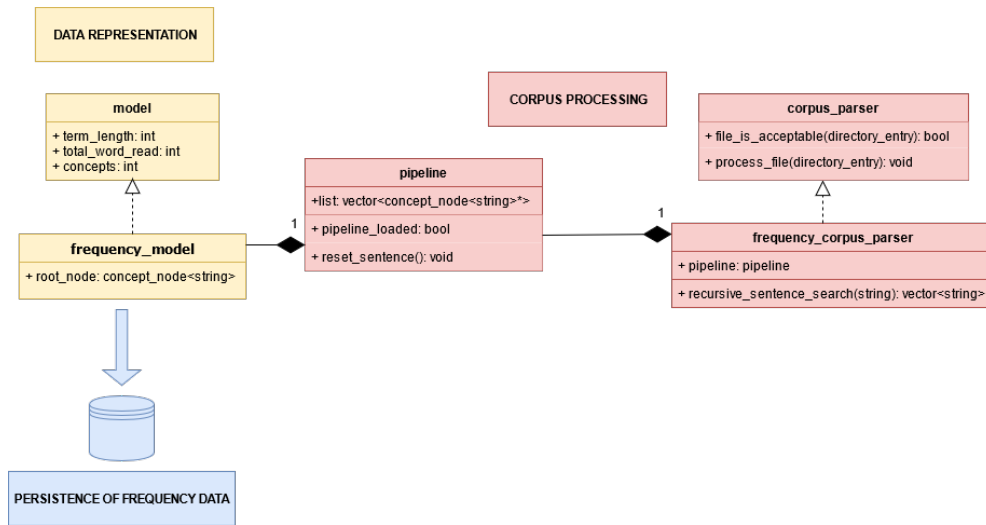 DATA REPRESENTATION
CORPUS PROCESSING
model
+ term_length: int
+ total_word_read: int
+ concepts: int
corpus_parser
+ file_is_acceptable(directory_entry): bool
+ process_file(directory_entry): void
pipeline
+list: vector<concept_node<string>*>
+ pipeline_loaded: bool
+ reset_sentence(): void
1
1
frequency_model
+ root_node: concept_node<string>
frequency_corpus_parser
+ pipeline: pipeline
+ recursive_sentence_search(string): vector<string>
PERSISTENCE OF FREQUENCY DATA